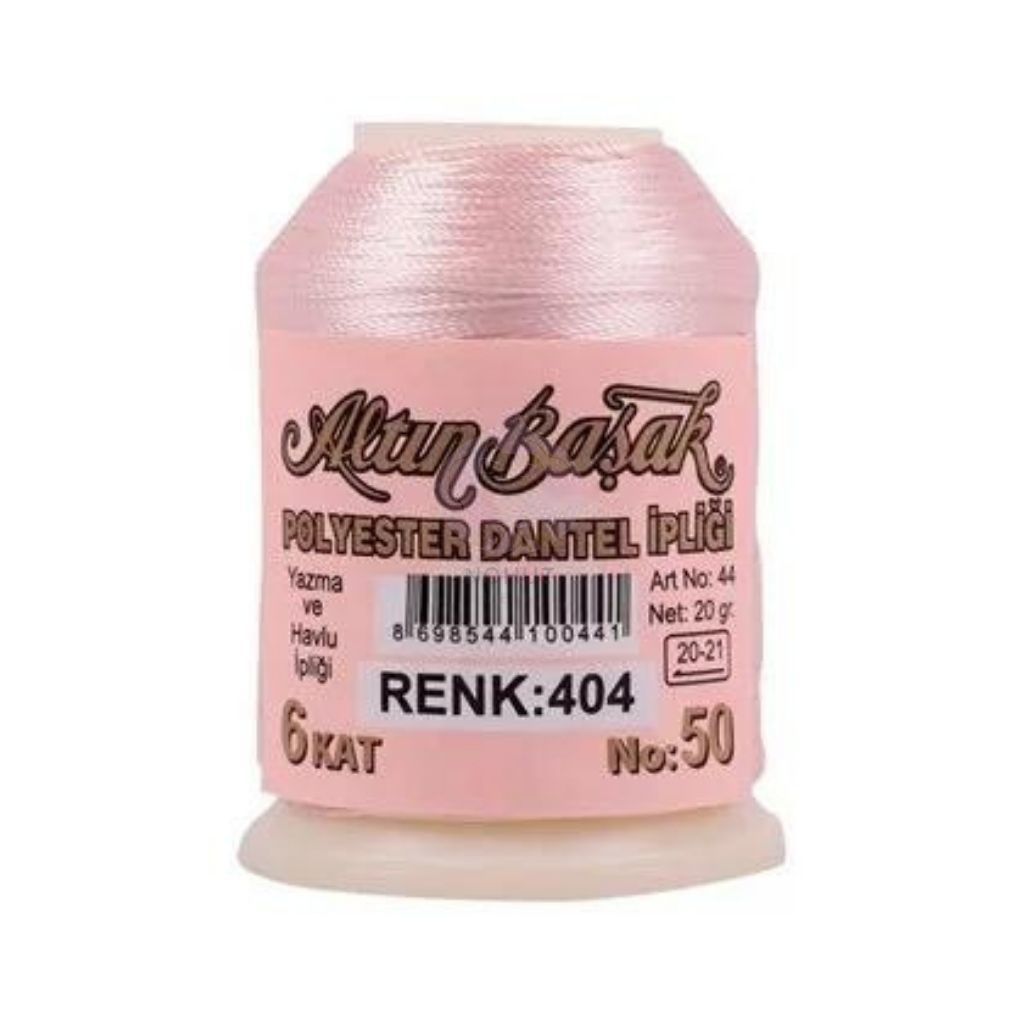 Altın Başak
POLYESTER DANTEL İPLİĞİ
Yazma
ve
Havlu
İpliği
8 698544 100441
Art No: 44
Net: 20 gr.
20-21
RENK:404
6 KAT
No: 50